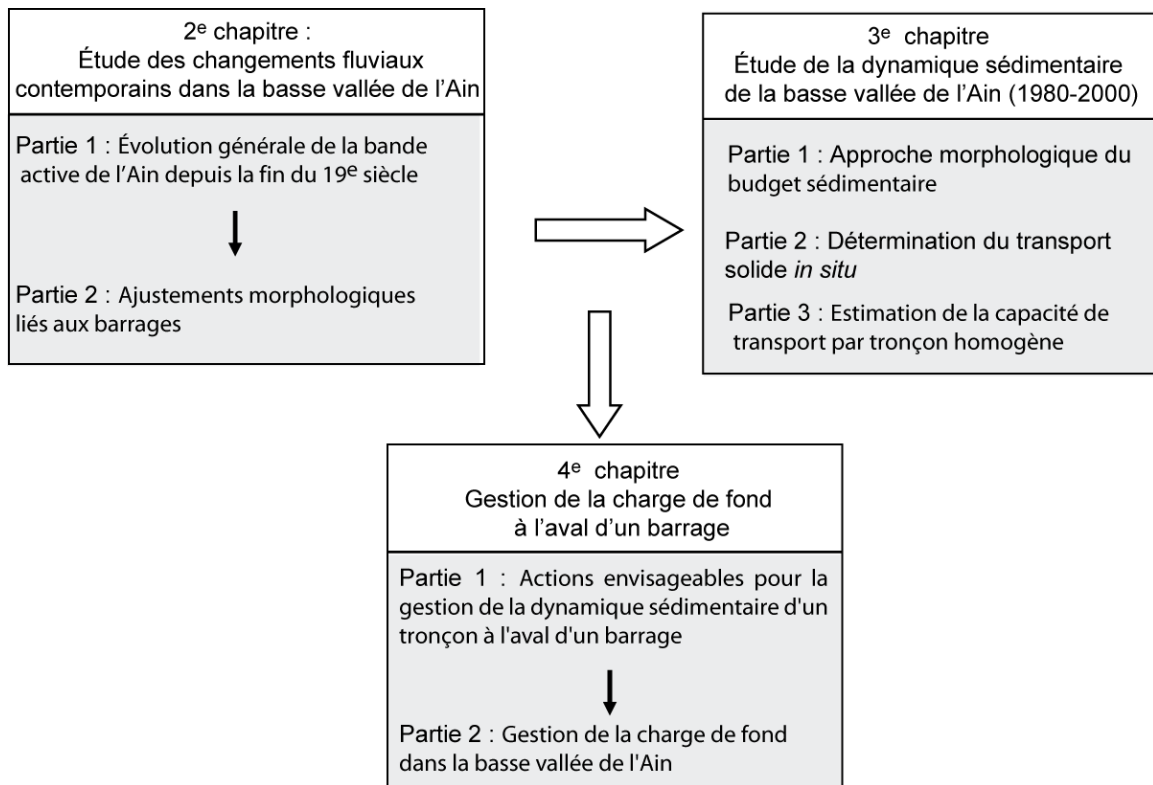 2e chapitre :
Étude des changements fluviaux
contemporains dans la basse vallée de l'Ain
Partie 1 : Évolution générale de la bande
active de l'Ain depuis la fin du 19e siècle
Partie 2 : Ajustements morphologiques
liés aux barrages
3e chapitre
Étude de la dynamique sédimentaire
de la basse vallée de l'Ain (1980-2000)
Partie 1 : Approche morphologique du
budget sédimentaire
Partie 2 : Détermination du transport
solide in situ
Partie 3 : Estimation de la capacité de
transport par tronçon homogène
4e chapitre
Gestion de la charge de fond
à l'aval d'un barrage
Partie 1 : Actions envisageables pour la
gestion de la dynamique sédimentaire d'un
tronçon à l'aval d'un barrage
Partie 2 : Gestion de la charge de fond
dans la basse vallée de l'Ain